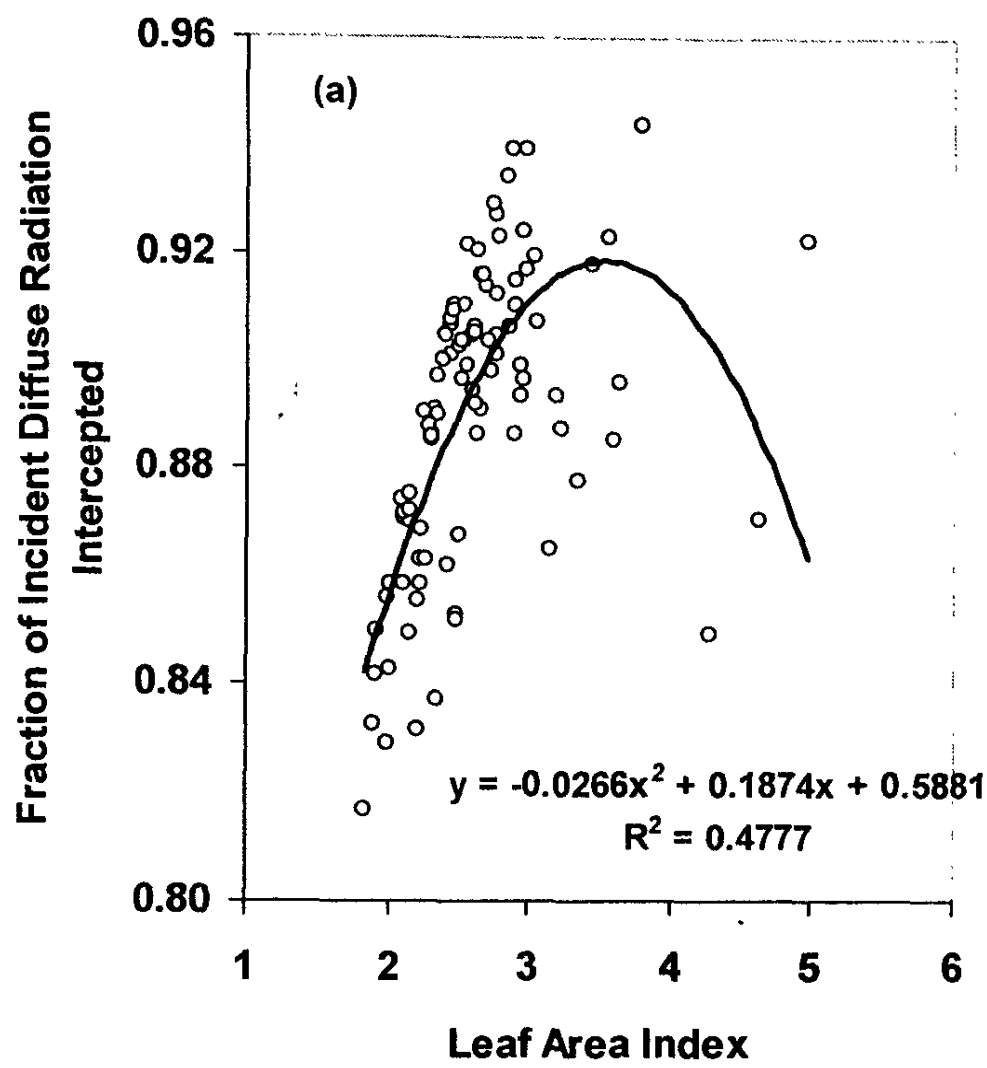 Fraction of Incident Diffuse Radiation
Intercepted
0.96
0.92
0.88
0.84
0.80
(a)
y = -0.0266x² + 0.1874x + 0.5881
R² = 0.4777
1 2 3 4 5 6
Leaf Area Index